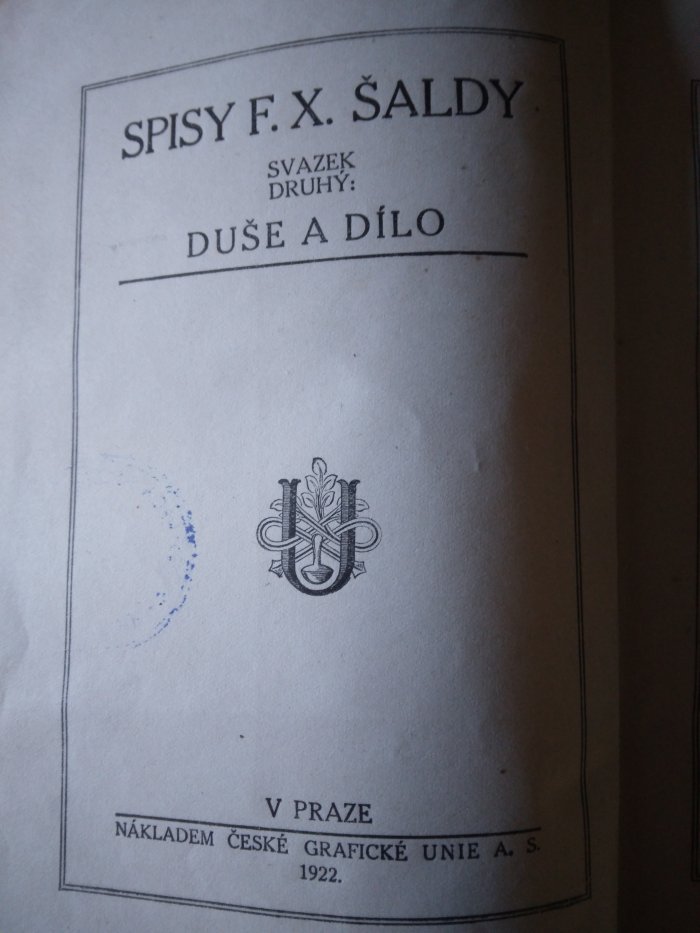 SPISY F. X. ŠALDY
SVAZEK
DRUHÝ:
DUŠE A DÍLO
U
V PRAZE
NÁKLADEM ČESKÉ GRAFICKÉ UNIE A. S.
1922.